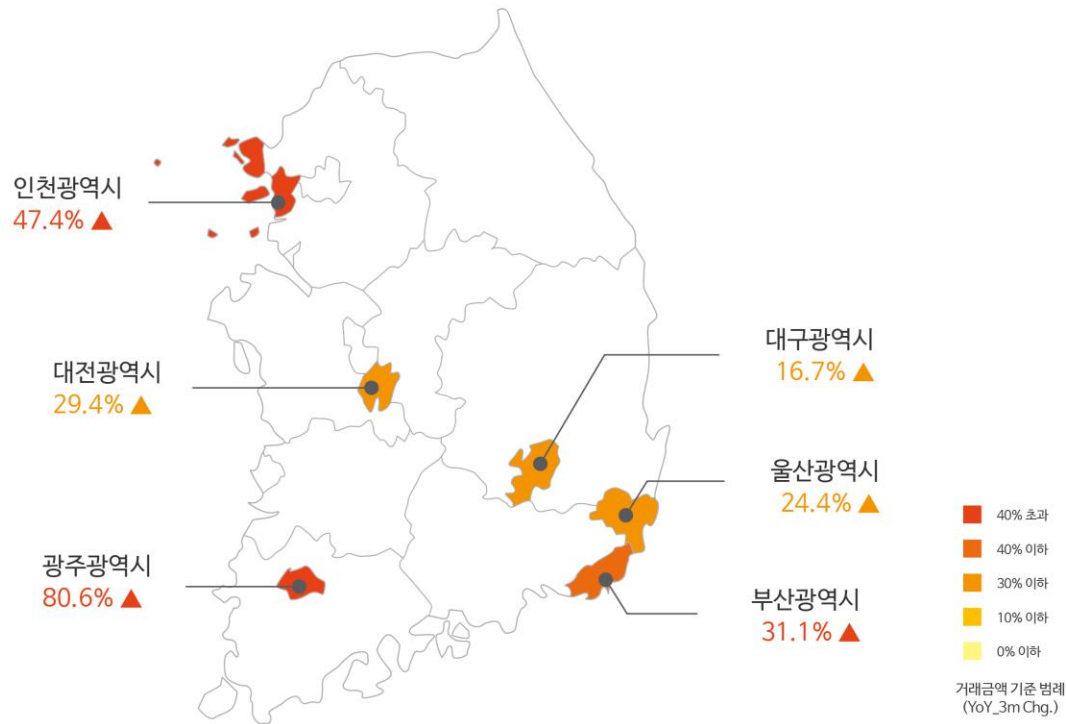 인천광역시
47.4% ▲
대전광역시
29.4% ▲
광주광역시
80.6% ▲
대구광역시
16.7% ▲
울산광역시
24.4% ▲
부산광역시
31.1% ▲
40% 초과
40% 이하
30% 이하
10% 이하
0% 이하
거래금액 기준 범례
(YoY_3m Chg.)